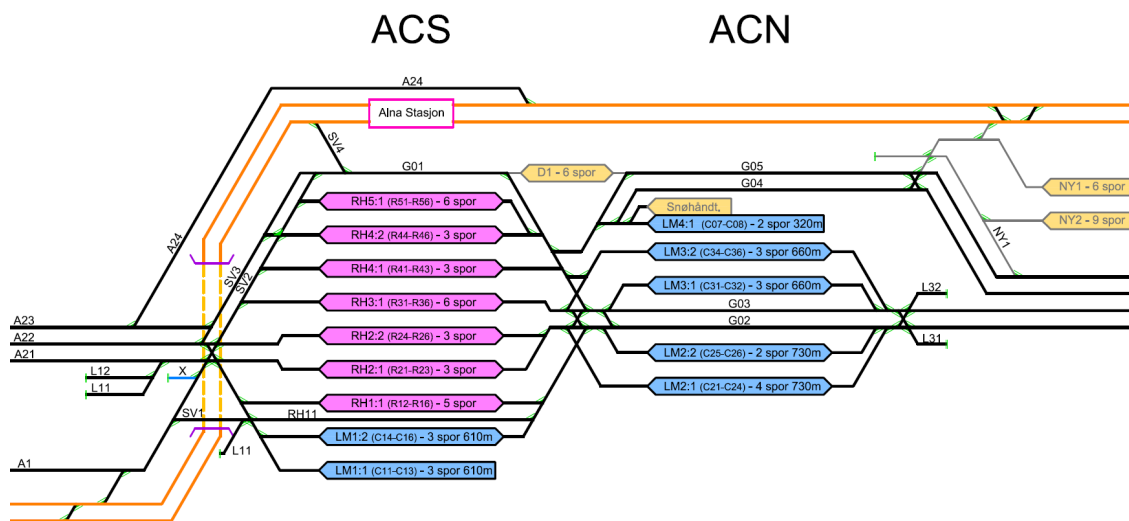 ACS
ACN
A24
Alna Stasjon
SV4
G01
D1 - 6 spor
G05
G04
NY1 - 6 spor
RH5:1 (R51-R56) - 6 spor
Snøhåndt.
NY2 - 9 spor
LM4:1 (C07-C08) - 2 spor 320m
RH4:2 (R44-R46) - 3 spor
A24
NY1
LM3:2 (C34-C36) - 3 spor 660m
SV3
SV2
RH4:1 (R41-R43) - 3 spor
LM3:1 (C31-C32) - 3 spor 660m
L32
RH3:1 (R31-R36) - 6 spor
G03
A23
G02
A22
RH2:2 (R24-R26) - 3 spor
L31
A21
LM2:2 (C25-C26) - 2 spor 730m
L12
X
RH2:1 (R21-R23) - 3 spor
L11
LM2:1 (C21-C24) - 4 spor 730m
RH1:1 (R12-R16) - 5 spor
SV1
RH11
LM1:2 (C14-C16) - 3 spor 610m
L11
A1
LM1:1 (C11-C13) - 3 spor 610m